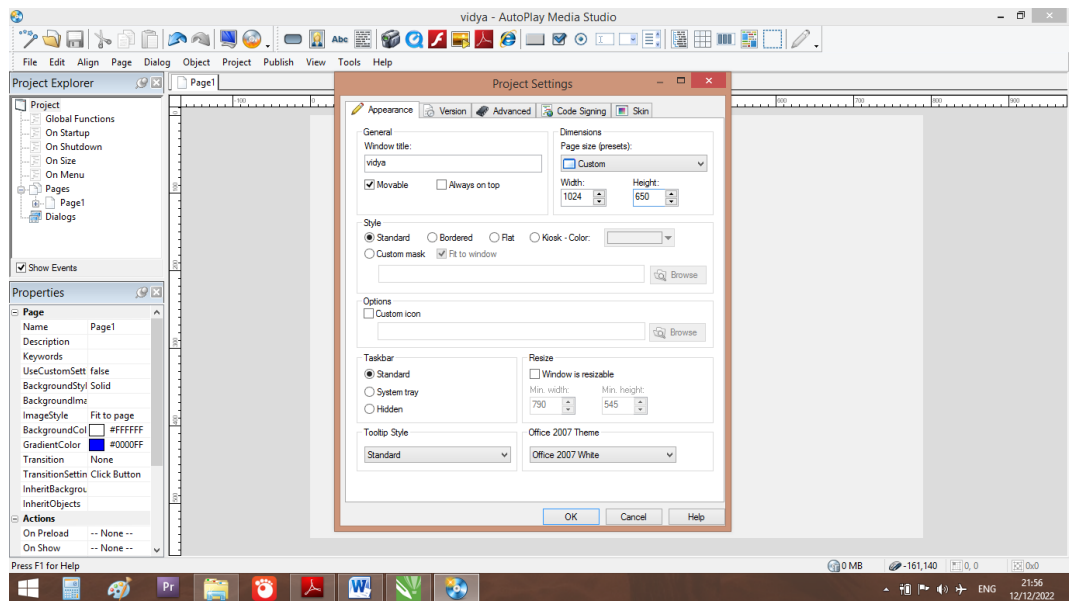 vidya - AutoPlay Media Studio
Abc
File Edit Align Page Dialog Object Project Publish View Tools Help
Project Explorer
Page1
Project
Global Functions
On Startup
On Shutdown
On Size
On Menu
Pages
Page1
Dialogs
Show Events
Properties
Page
Name Page1
Description
Keywords
UseCustomSett false
BackgroundStyl Solid
BackgroundIma
ImageStyle Fit to page
BackgroundCol #FFFFFF
GradientColor #0000FF
Transition None
TransitionSettin Click Button
InheritBackgrou
InheritObjects
Actions
On Preload -- None --
On Show -- None --
Project Settings
Appearance Version Advanced Code Signing Skin
General
Window title:
vidya
Movable Always on top
Dimensions
Page size (presets):
Custom
Width: Height:
1024 650
Style
Standard Bordered Flat Kiosk - Color:
Custom mask Fit to window
Browse
Options
Custom icon
Browse
Taskbar
Standard
System tray
Hidden
Resize
Window is resizable
Min. width: Min. height:
790 545
Tooltip Style
Standard
Office 2007 Theme
Office 2007 White
OK Cancel Help
Press F1 for Help
0 MB -161,140 0, 0 0x0
Pr
W
ENG
21:56
12/12/2022